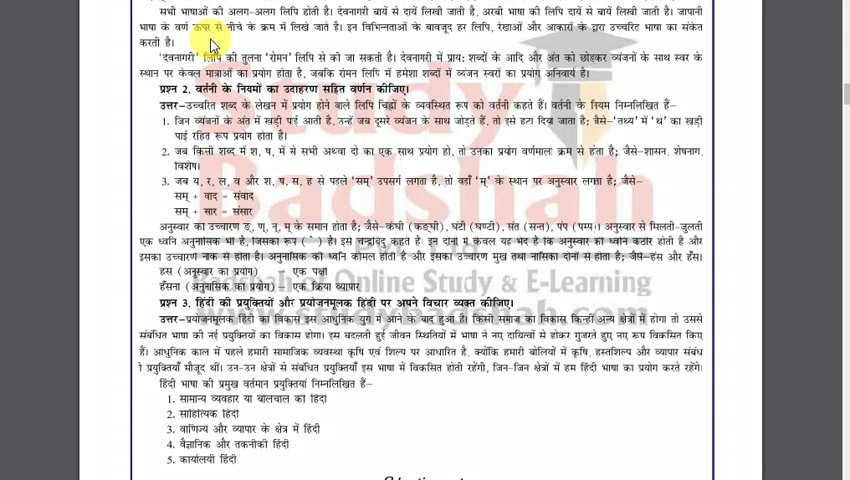 सभी भाषाओं की अलग-अलग लिपि होती है। देवनागरी बायें से दायें लिखी जाती है, अरबी भाषा की लिपि दायें से बायें लिखी जाती है। जापानी
भाषा के वर्ण ऊपर से नीचे के क्रम में लिखे जाते है। इन विभिन्नताओं के बावजूद हर लिपि, रेखाओं और आकारों के द्वारा उच्चरित भाषा का संकेत
करती है।
'देवनागरी' लिपि की तुलना 'रोमन' लिपि से की जा सकती है। देवनागरी में प्राय: शब्दों के आदि और अंत को छोड़कर व्यंजनों के साथ स्वर के
स्थान पर केवल मात्राओं का प्रयोग होता है, जबकि रोमन लिपि में हमेशा शब्दों में व्यंजन स्वरों का प्रयोग अनिवार्य है।
प्रश्न 2. वर्तनी के नियमों का उदाहरण सहित वर्णन कीजिए।
उत्तर–उच्चरित शब्द के लेखन में प्रयोग होने वाले लिपि चिह्नों के व्यवस्थित रूप को वर्तनी कहते हैं। वर्तनी के नियम निम्नलिखित हैं–
1. जिन व्यंजनों के अंत में खड़ी पाई आती है, उन्हें जब दूसरे व्यंजन के साथ जोड़ते हैं, तो इसे हटा दिया जाता है; जैसे–'तथ्य' में 'थ' का खड़ी
पाई रहित रूप प्रयोग होता है।
2. जब किसी शब्द में श, ष, में से सभी अथवा दो का एक साथ प्रयोग हो, तो उनका प्रयोग वर्णमाला क्रम से होता है; जैसे–शासन, शेषनाग,
विशेष।
3. जब य, र, ल, व और श, ष, स, ह से पहले 'सम्' उपसर्ग लगता है, तो वहाँ 'म्' के स्थान पर अनुस्वार लगता है; जैसे–
सम् + वाद = संवाद
सम् + सार = संसार
अनुस्वार का उच्चारण ङ्, ण्, न्, म् के समान होता है; जैसे–कंघी (कङ्घी), घंटी (घण्टी), संत (सन्त), पंप (पम्प)। अनुस्वार से मिलती-जुलती
एक ध्वनि अनुनासिक भी है, जिसका रूप ( ँ ) है। इसे चन्द्रबिंदु कहते है। इन दोनों में केवल यह भेद है कि अनुस्वार की ध्वनि कठोर होती है और
इसका उच्चारण नाक से होता है। अनुनासिक की ध्वनि कोमल होती है और इसका उच्चारण मुख तथा नासिका दोनों से होता है; जैसे–हंस और हँस।
हंस (अनुस्वार का प्रयोग) - एक पक्षी
हँसना (अनुनासिक का प्रयोग) - एक क्रिया व्यापार
प्रश्न 3. हिंदी की प्रयुक्तियों और प्रयोजनमूलक हिंदी पर अपने विचार व्यक्त कीजिए।
उत्तर–प्रयोजनमूलक हिंदी का विकास इस आधुनिक युग में आने के बाद हुआ है। किसी समाज का विकास किन्हीं अन्य क्षेत्रों में होगा तो उससे
संबंधित भाषा की नई प्रयुक्तियों का विकास होगा। इस बदलती हुई जीवन स्थितियों में भाषा ने नए दायित्वों से होकर गुजरते हुए नए रूप विकसित किए
हैं। आधुनिक काल में पहले हमारी सामाजिक व्यवस्था कृषि एवं शिल्प पर आधारित है, क्योंकि हमारी बोलियों में कृषि, हस्तशिल्प और व्यापार संबंध
ी प्रयुक्तियाँ मौजूद थीं। उन-उन क्षेत्रों से संबंधित प्रयुक्तियाँ इस भाषा में विकसित होती रहेंगी, जिन-जिन क्षेत्रों में हम हिंदी भाषा का प्रयोग करते रहेंगे।
हिंदी भाषा की प्रमुख वर्तमान प्रयुक्तियां निम्नलिखित हैं–
1. सामान्य व्यवहार या बोलचाल की हिंदी
2. साहित्यिक हिंदी
3. वाणिज्य और व्यापार के क्षेत्र में हिंदी
4. वैज्ञानिक और तकनीकी हिंदी
5. कार्यालयी हिंदी
Study
Badshah
Badshah of Online Study & E-Learning
www.studybadshah.com